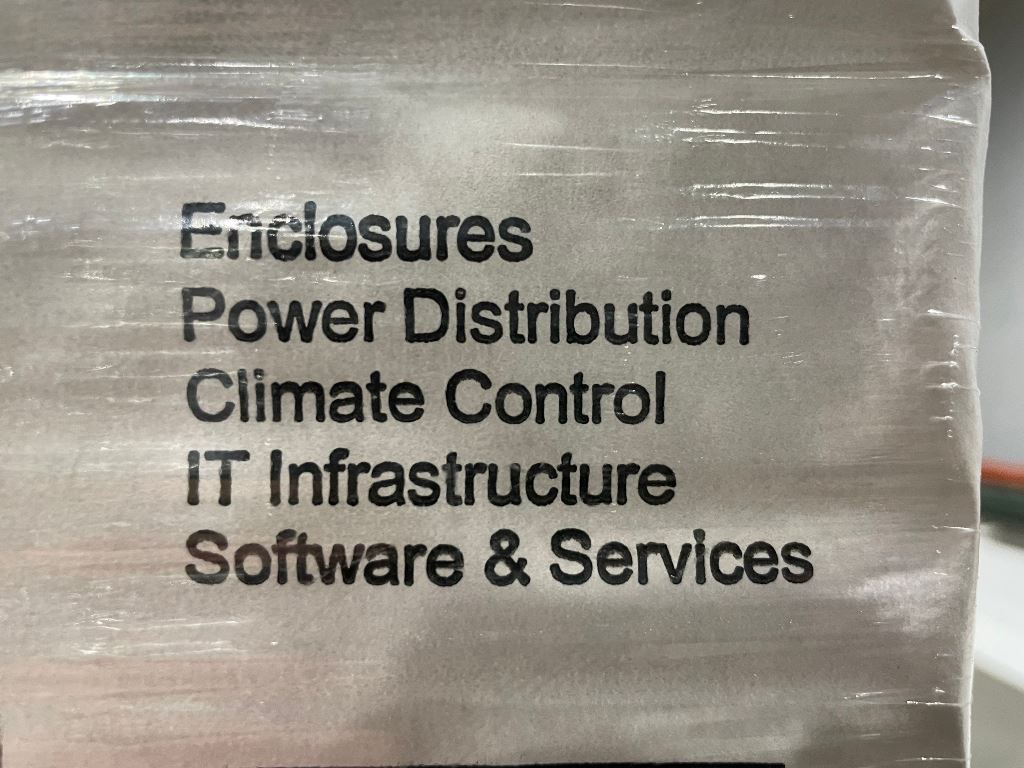 Enclosures
Power Distribution
Climate Control
IT Infrastructure
Software & Services